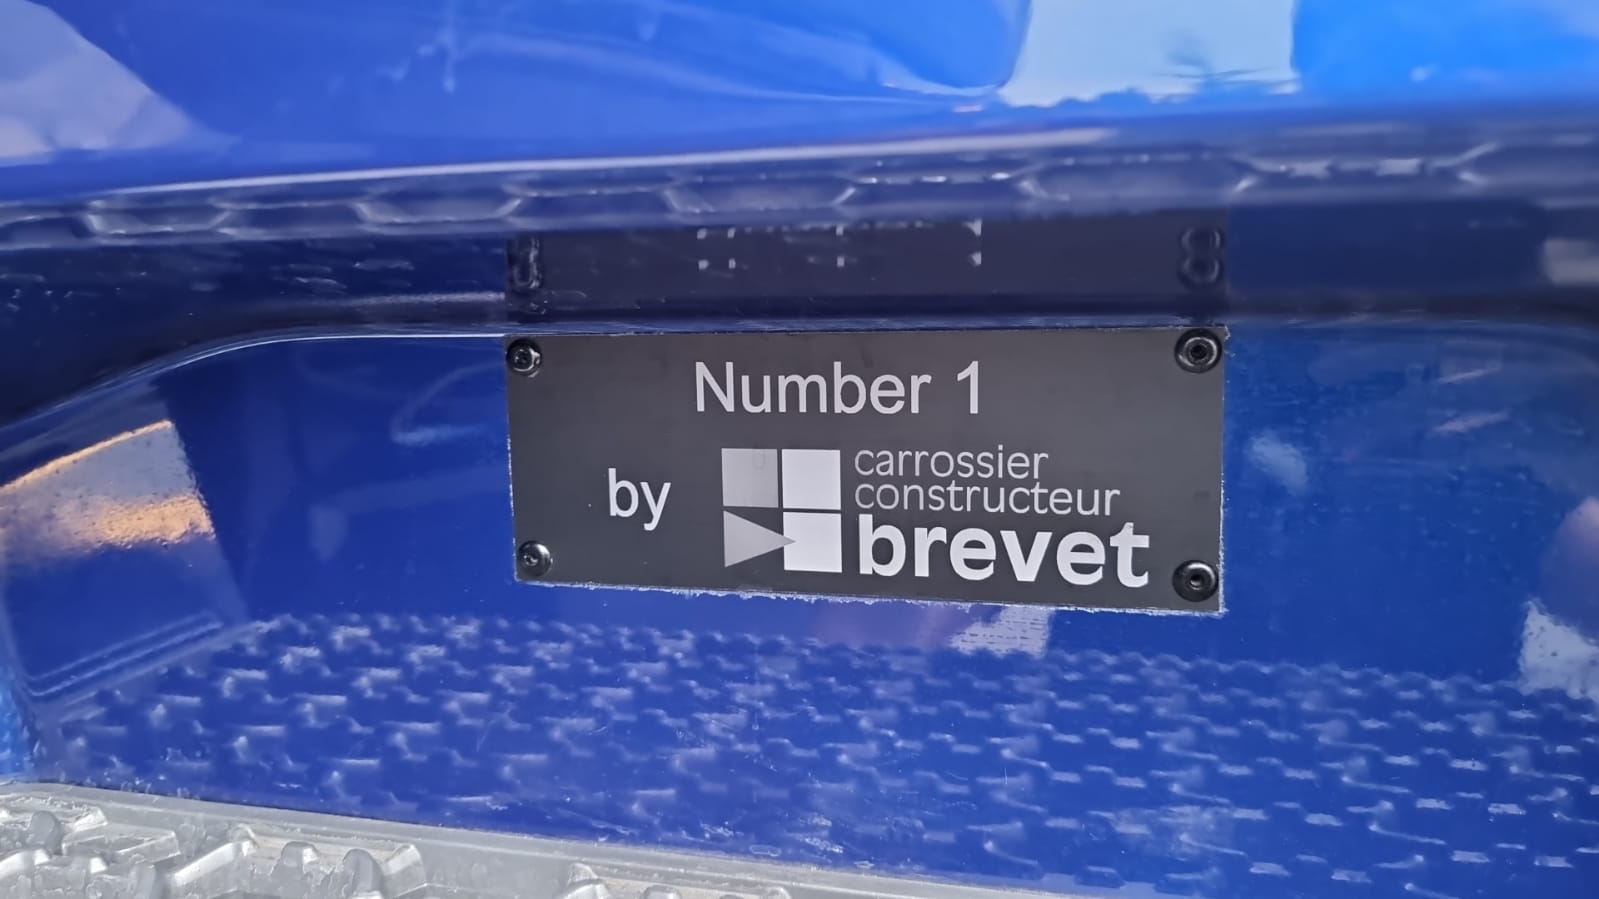 Number 1
by
carrossier
constructeur
brevet